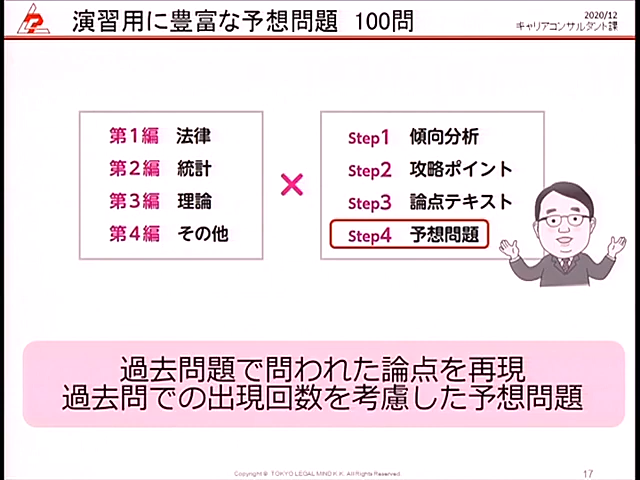 演習用に豊富な予想問題 100問
2020/12
キャリアコンサルタント課
第1編 法律
第2編 統計
第3編 理論
第4編 その他
×
Step1 傾向分析
Step2 攻略ポイント
Step3 論点テキスト
Step4 予想問題
過去問題で問われた論点を再現
過去問での出現回数を考慮した予想問題
Copyright © TOKYO LEGAL MIND K.K. All Rights Reserved.
17